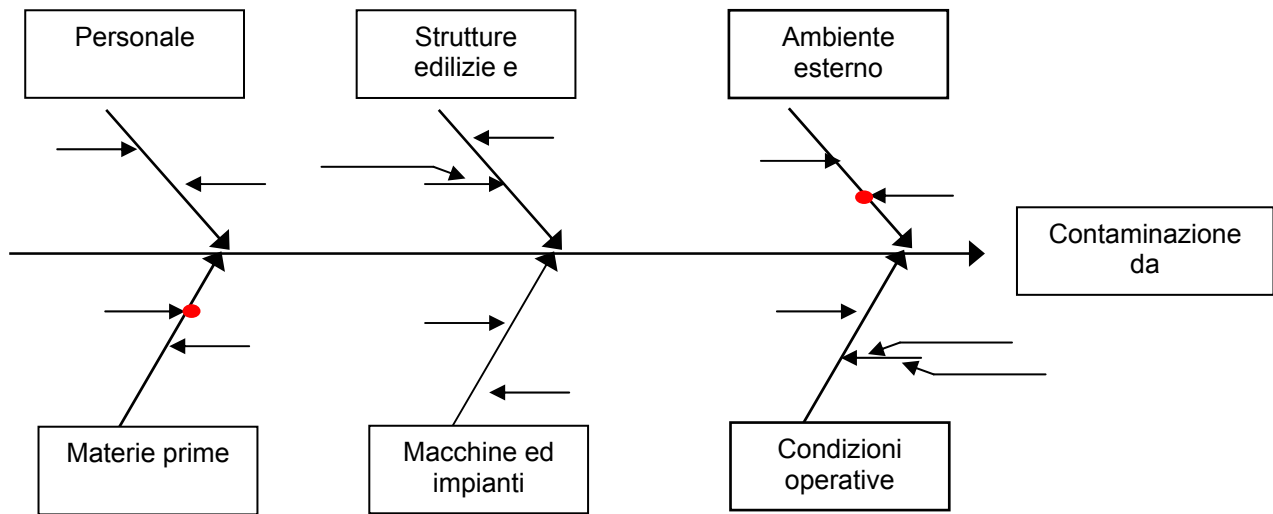 Personale
Strutture
edilizie e
Ambiente
esterno
Contaminazione
da
Materie prime
Macchine ed
impianti
Condizioni
operative